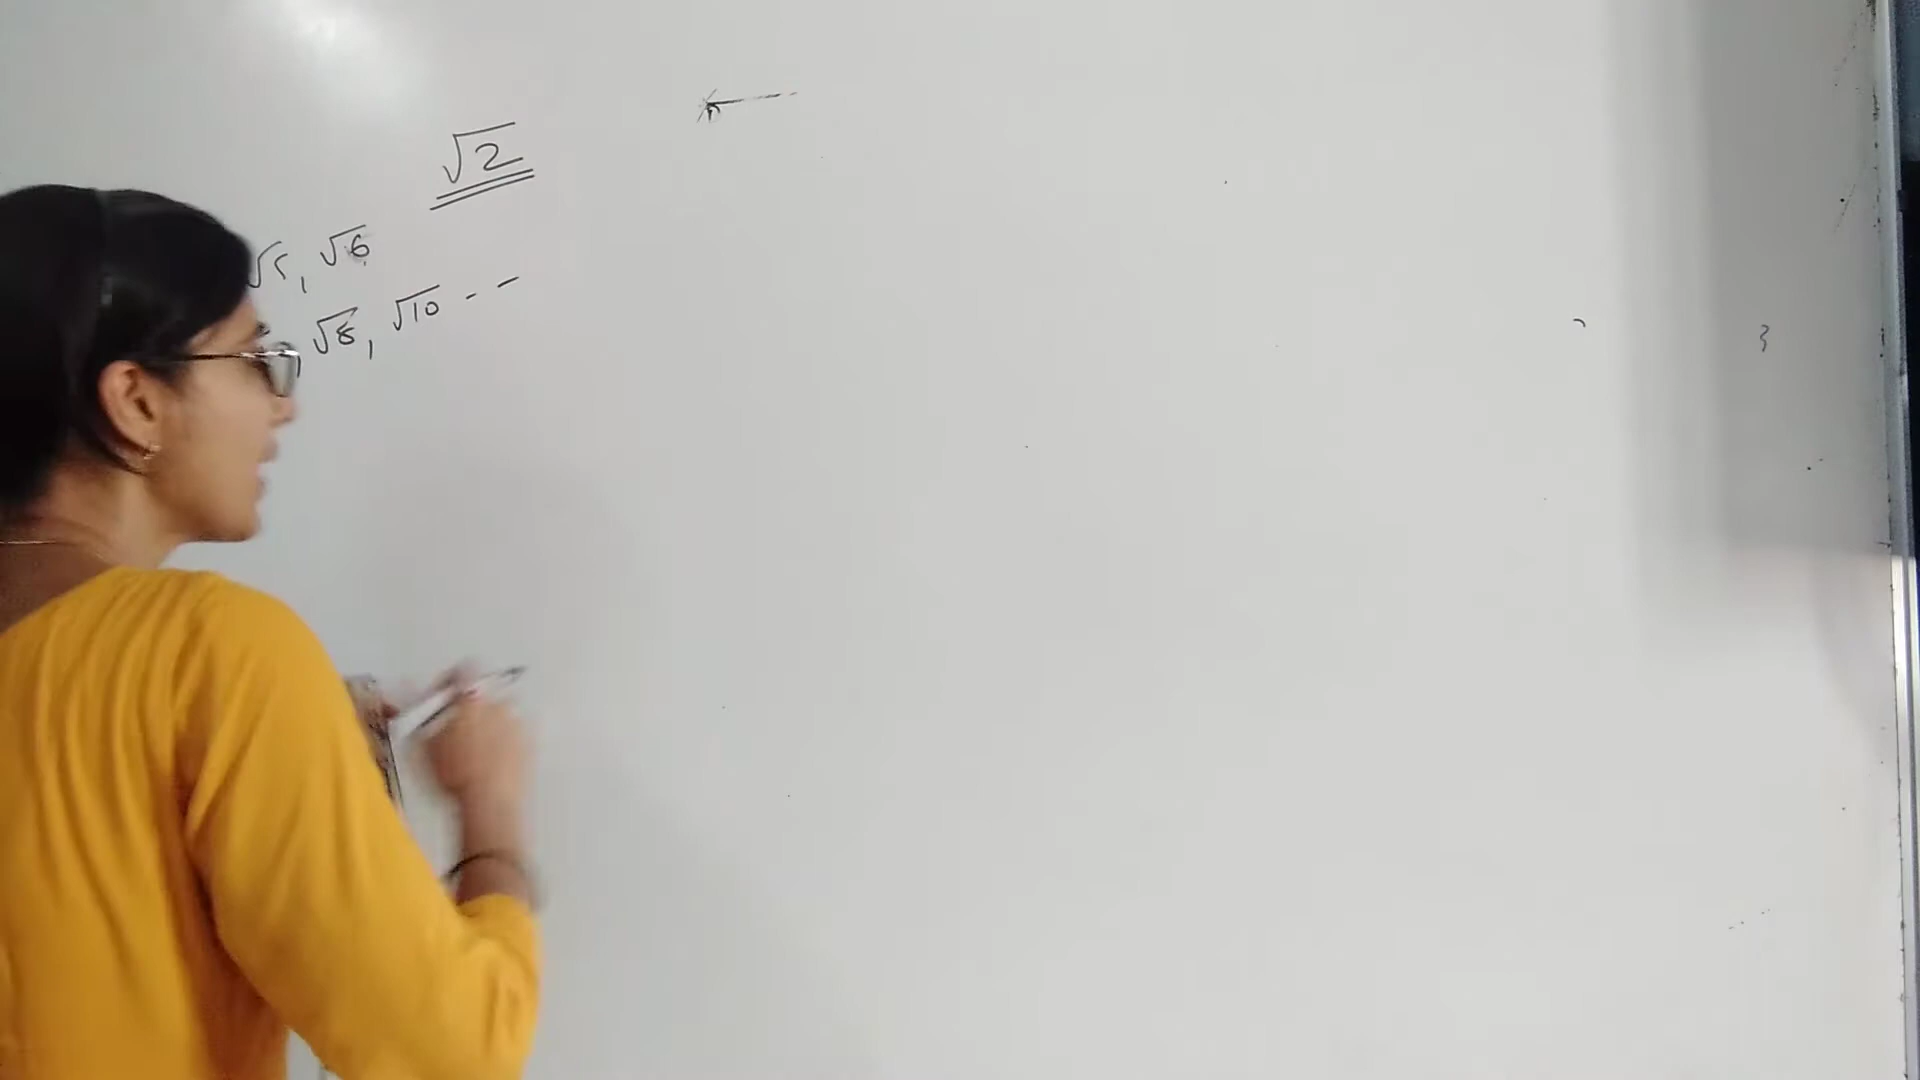 √2
√5, √6
, √8, √10 - -